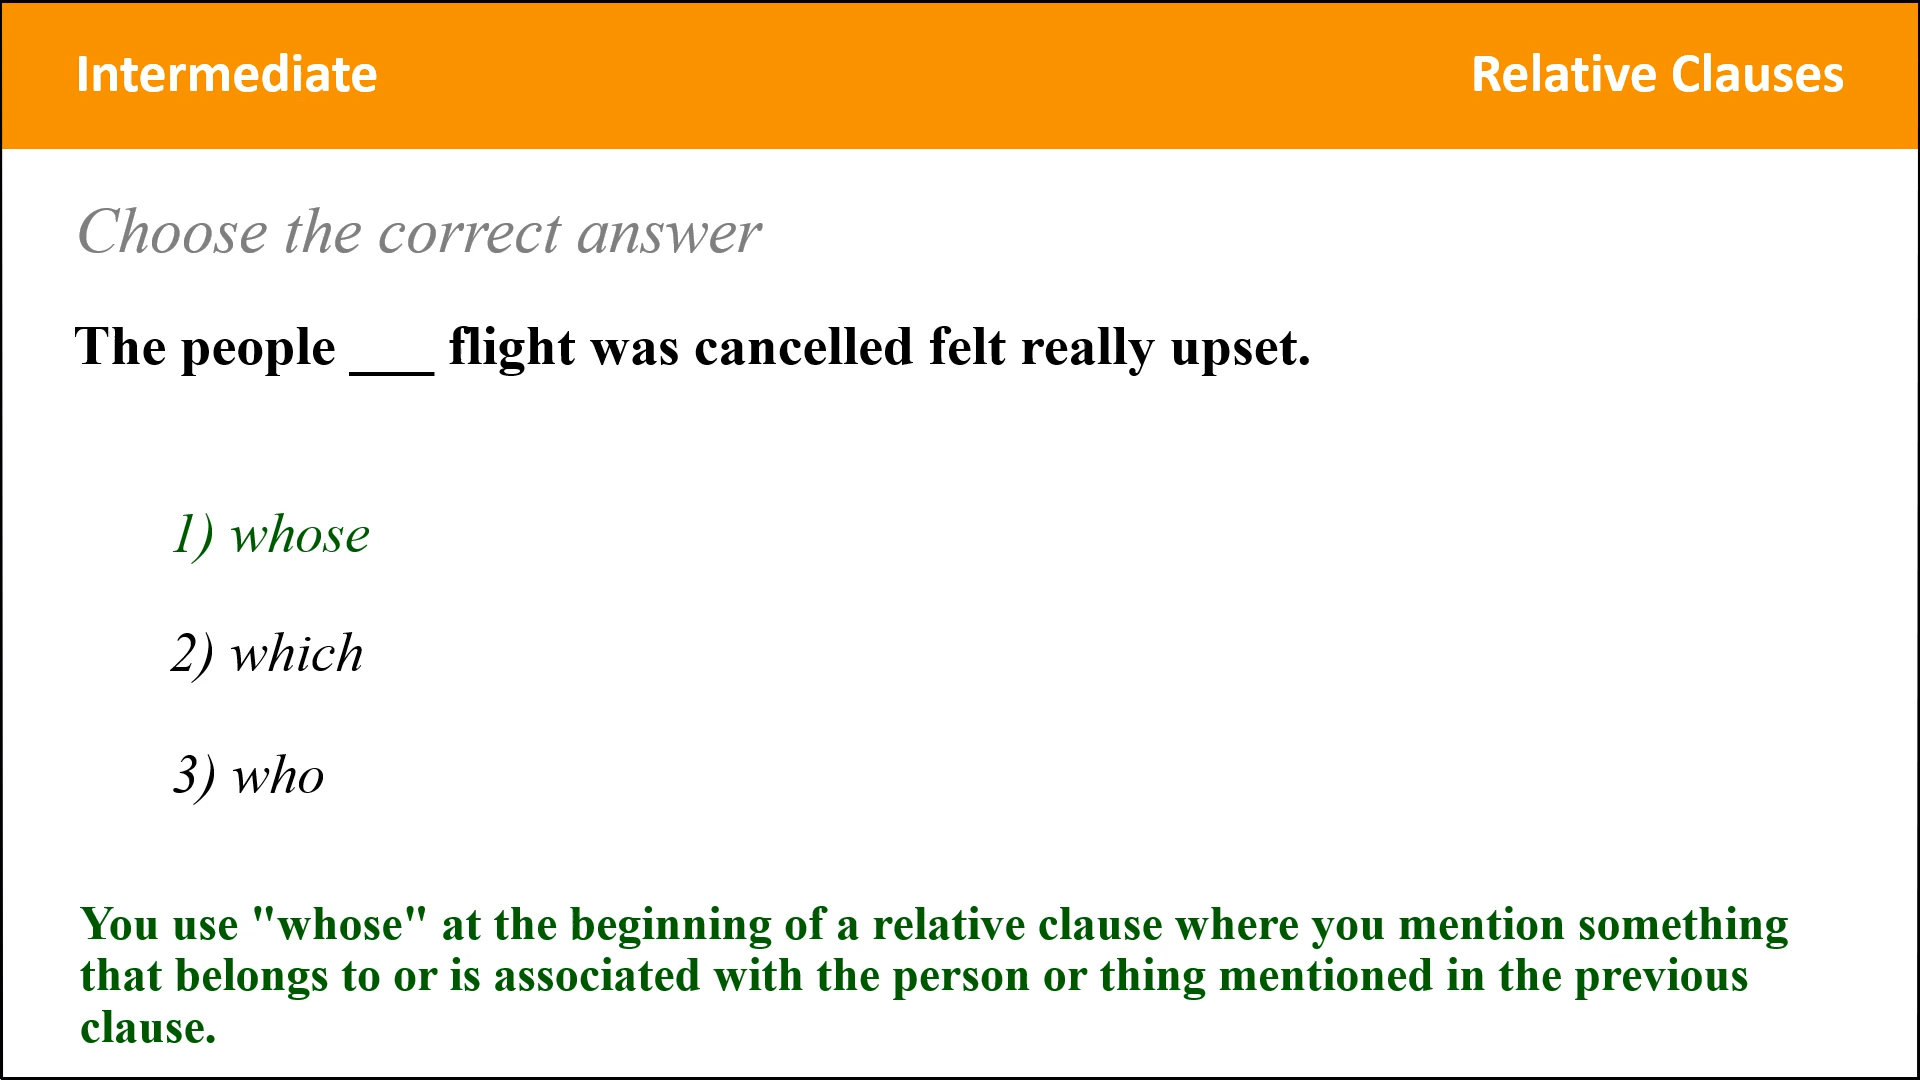 Intermediate
Relative Clauses
Choose the correct answer
The people ___ flight was cancelled felt really upset.
1) whose
2) which
3) who
You use "whose" at the beginning of a relative clause where you mention something
that belongs to or is associated with the person or thing mentioned in the previous
clause.